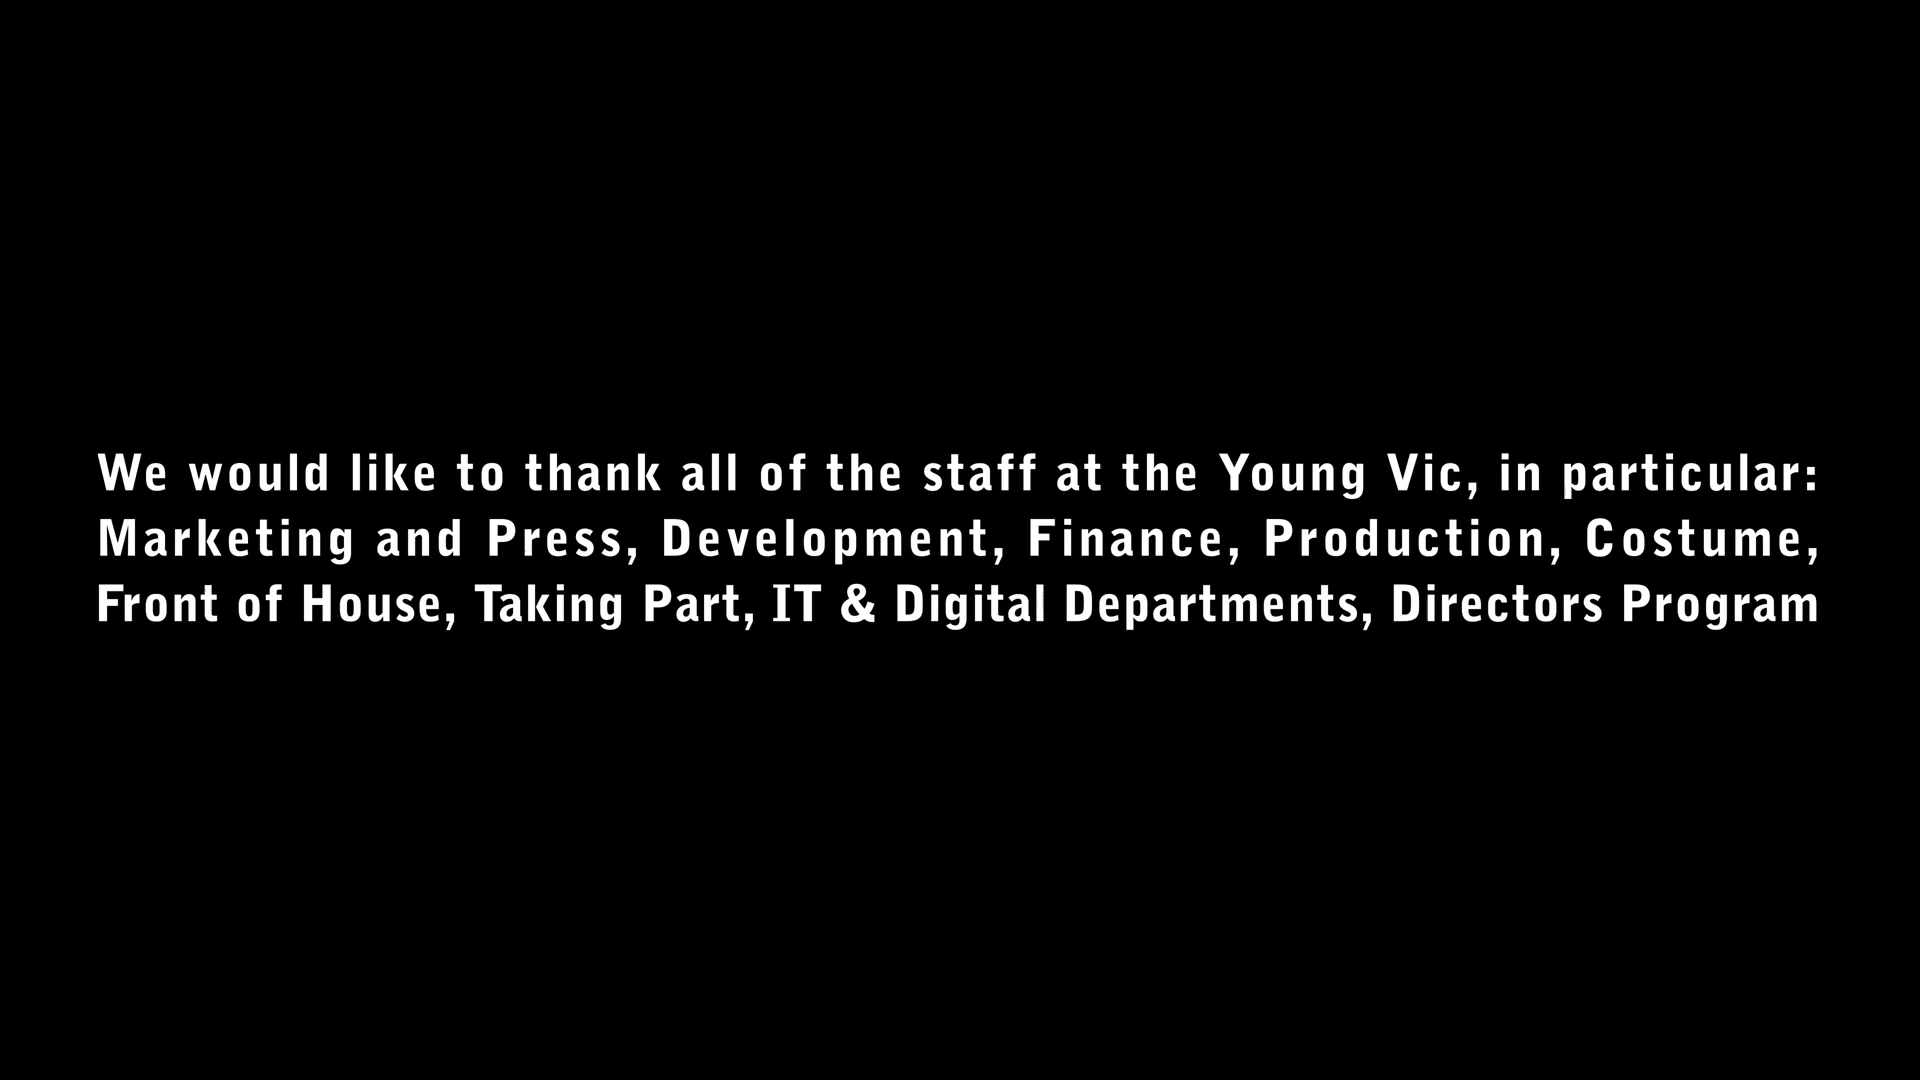 We would like to thank all of the staff at the Young Vic, in particular:
Marketing and Press, Development, Finance, Production, Costume,
Front of House, Taking Part, IT & Digital Departments, Directors Program